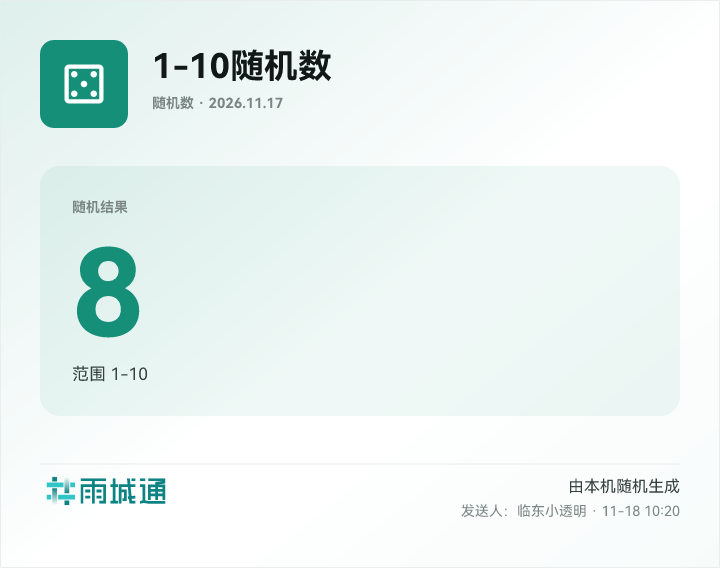 1-10随机数
随机数 · 2026.11.17
随机结果
8
范围 1-10
雨城通
由本机随机生成
发送人：临东小透明 · 11-18 10:20